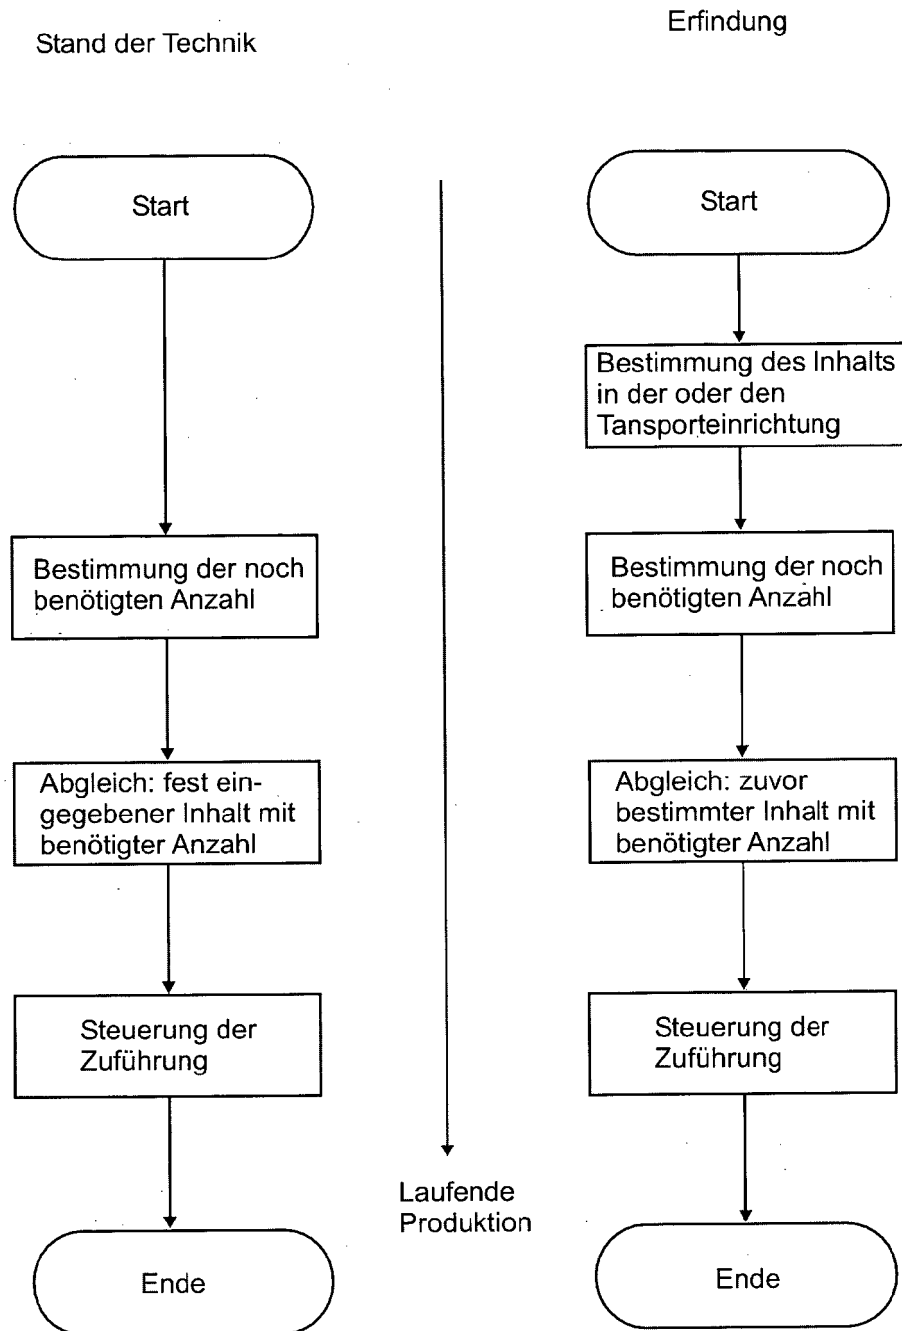 Stand der Technik
Start
Bestimmung der noch
benötigten Anzahl
Abgleich: fest ein-
gegebener Inhalt mit
benötigter Anzahl
Steuerung der
Zuführung
Ende
Laufende
Produktion
Erfindung
Start
Bestimmung des Inhalts
in der oder den
Tansporteinrichtung
Bestimmung der noch
benötigten Anzahl
Abgleich: zuvor
bestimmter Inhalt mit
benötigter Anzahl
Steuerung der
Zuführung
Ende